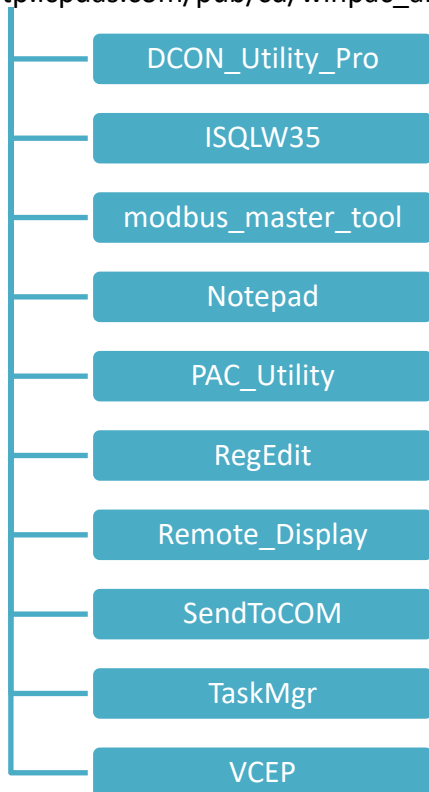 DCON_Utility_Pro
ISQLW35
modbus_master_tool
Notepad
PAC_Utility
RegEdit
Remote_Display
SendToCOM
TaskMgr
VCEP